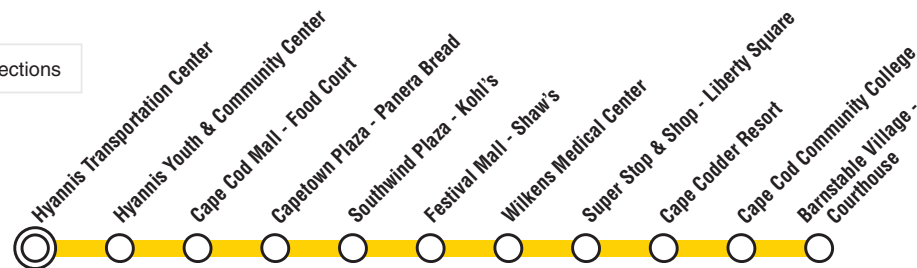 ections
Hyannis Transportation Center
Hyannis Youth & Community Center
Cape Cod Mall - Food Court
Capetown Plaza - Panera Bread
Southwind Plaza - Kohl's
Festival Mall - Shaw's
Wilkens Medical Center
Super Stop & Shop - Liberty Square
Cape Codder Resort
Cape Cod Community College
Barnstable Village -
Courthouse